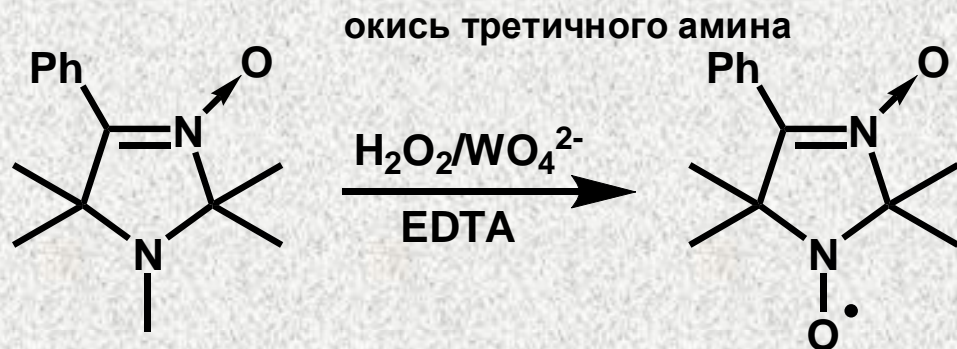 окись третичного амина
Ph
O
N
N
H₂O₂/WO₄²⁻
EDTA
Ph
O
N
N
O•